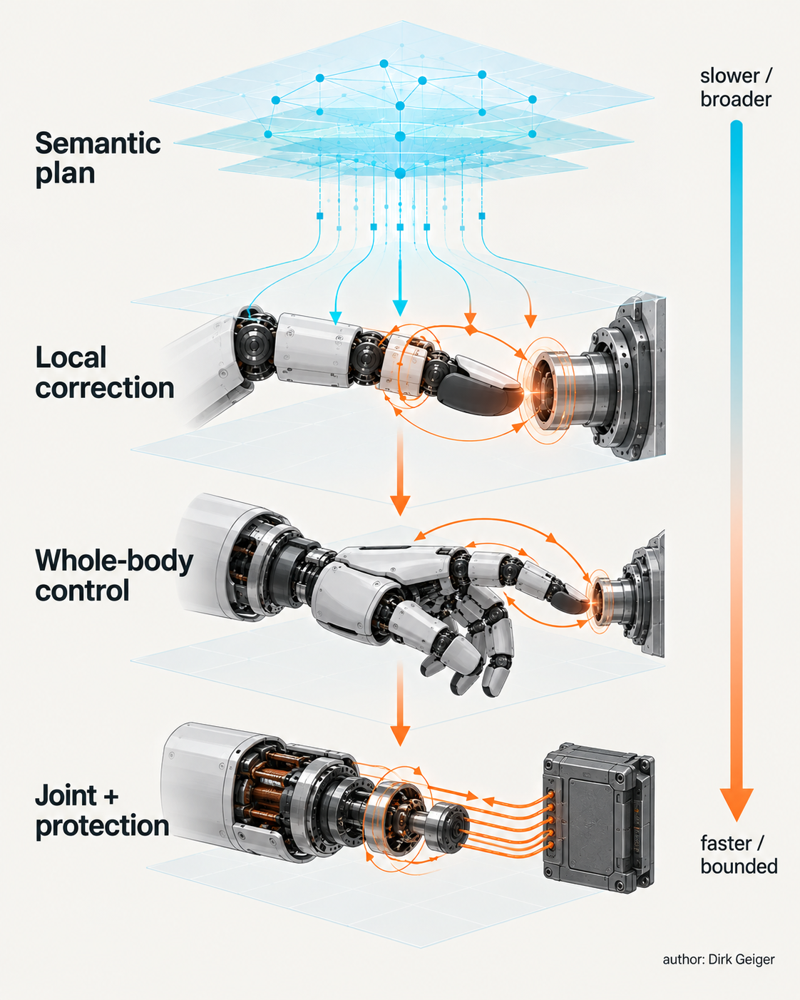 slower /
broader
Semantic
plan
Local
correction
Whole-body
control
Joint +
protection
faster /
bounded
author: Dirk Geiger